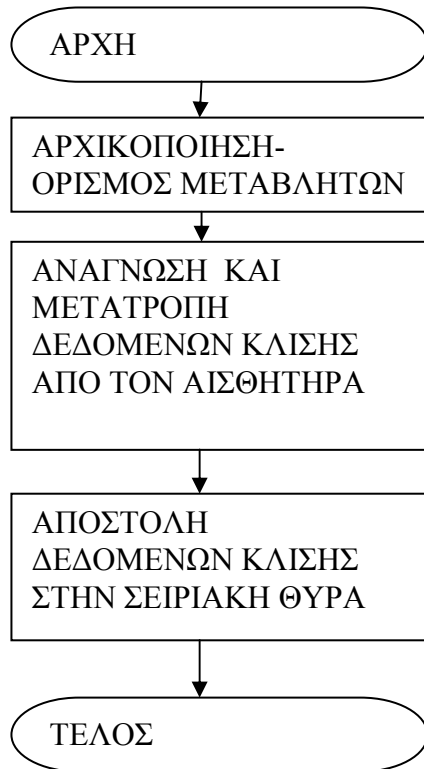 ΑΡΧΗ
ΑΡΧΙΚΟΠΟΙΗΣΗ-
ΟΡΙΣΜΟΣ ΜΕΤΑΒΛΗΤΩΝ
ΑΝΑΓΝΩΣΗ ΚΑΙ
ΜΕΤΑΤΡΟΠΗ
ΔΕΔΟΜΕΝΩΝ ΚΛΙΣΗΣ
ΑΠΟ ΤΟΝ ΑΙΣΘΗΤΗΡΑ
ΑΠΟΣΤΟΛΗ
ΔΕΔΟΜΕΝΩΝ ΚΛΙΣΗΣ
ΣΤΗΝ ΣΕΙΡΙΑΚΗ ΘΥΡΑ
ΤΕΛΟΣ